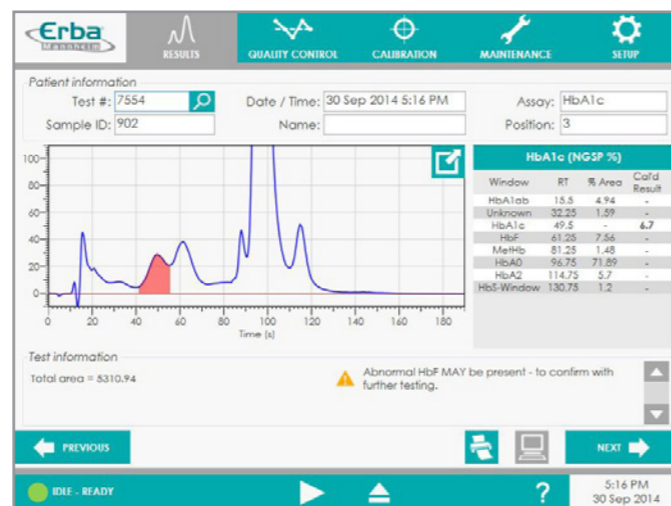 Erba
Mannheim
RESULTS
QUALITY CONTROL
CALIBRATION
MAINTENANCE
SETUP
Patient information
Test #: 7554
Date / Time: 30 Sep 2014 5:16 PM
Assay: HbA1c
Sample ID: 902
Name:
Position: 3
HbA1c (NGSP %)
Window RT % Area Cal'd Result
HbA1ab 15.5 4.94 -
Unknown 32.25 1.59 -
HbA1c 49.5 - 6.7
HbF 61.25 7.56 -
MetHb 81.25 1.48 -
HbA0 96.75 71.89 -
HbA2 114.75 5.7 -
HbS-Window 130.75 1.2 -
100
80
60
40
20
0
0 20 40 60 80 100 120 140 160 180
Time (s)
Test information
Total area = 5310.94
Abnormal HbF MAY be present - to confirm with
further testing.
PREVIOUS
NEXT
IDLE - READY
?
5:16 PM
30 Sep 2014